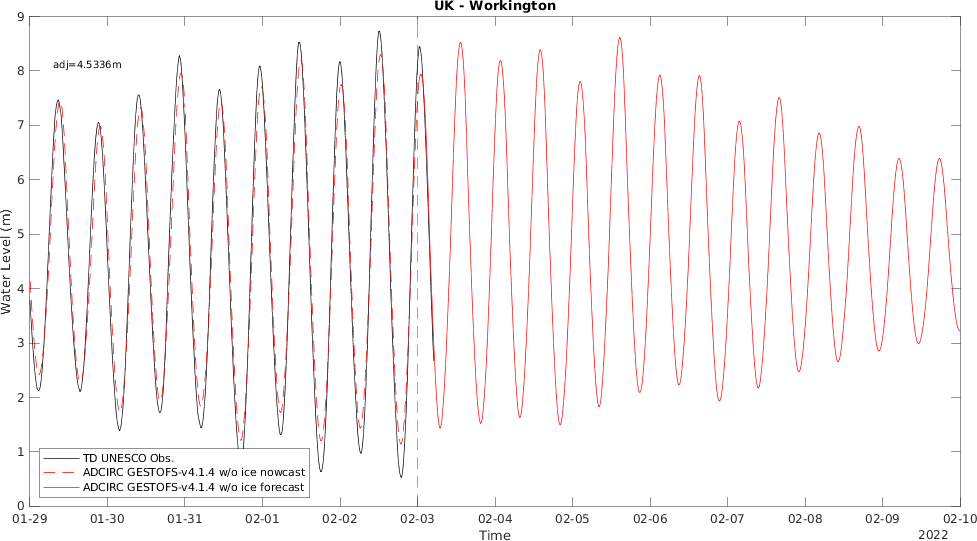 UK - Workington
9
8
7
6
5
4
3
2
1
0
Water Level (m)
adj=4.5336m
TD UNESCO Obs.
ADCIRC GESTOFS-v4.1.4 w/o ice nowcast
ADCIRC GESTOFS-v4.1.4 w/o ice forecast
01-29 01-30 01-31 02-01 02-02 02-03 02-04 02-05 02-06 02-07 02-08 02-09 02-10
Time
2022